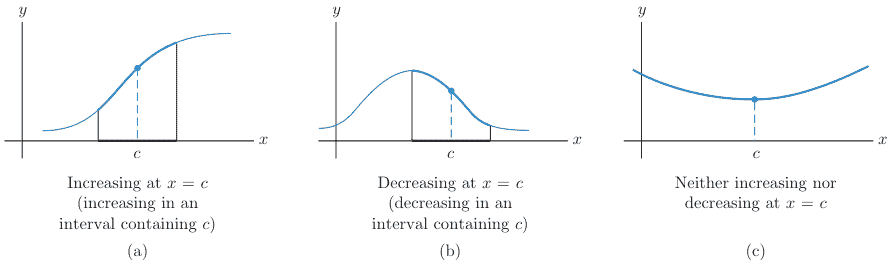 y
x
c
Increasing at x = c
(increasing in an
interval containing c)
(a)
y
x
c
Decreasing at x = c
(decreasing in an
interval containing c)
(b)
y
x
c
Neither increasing nor
decreasing at x = c
(c)